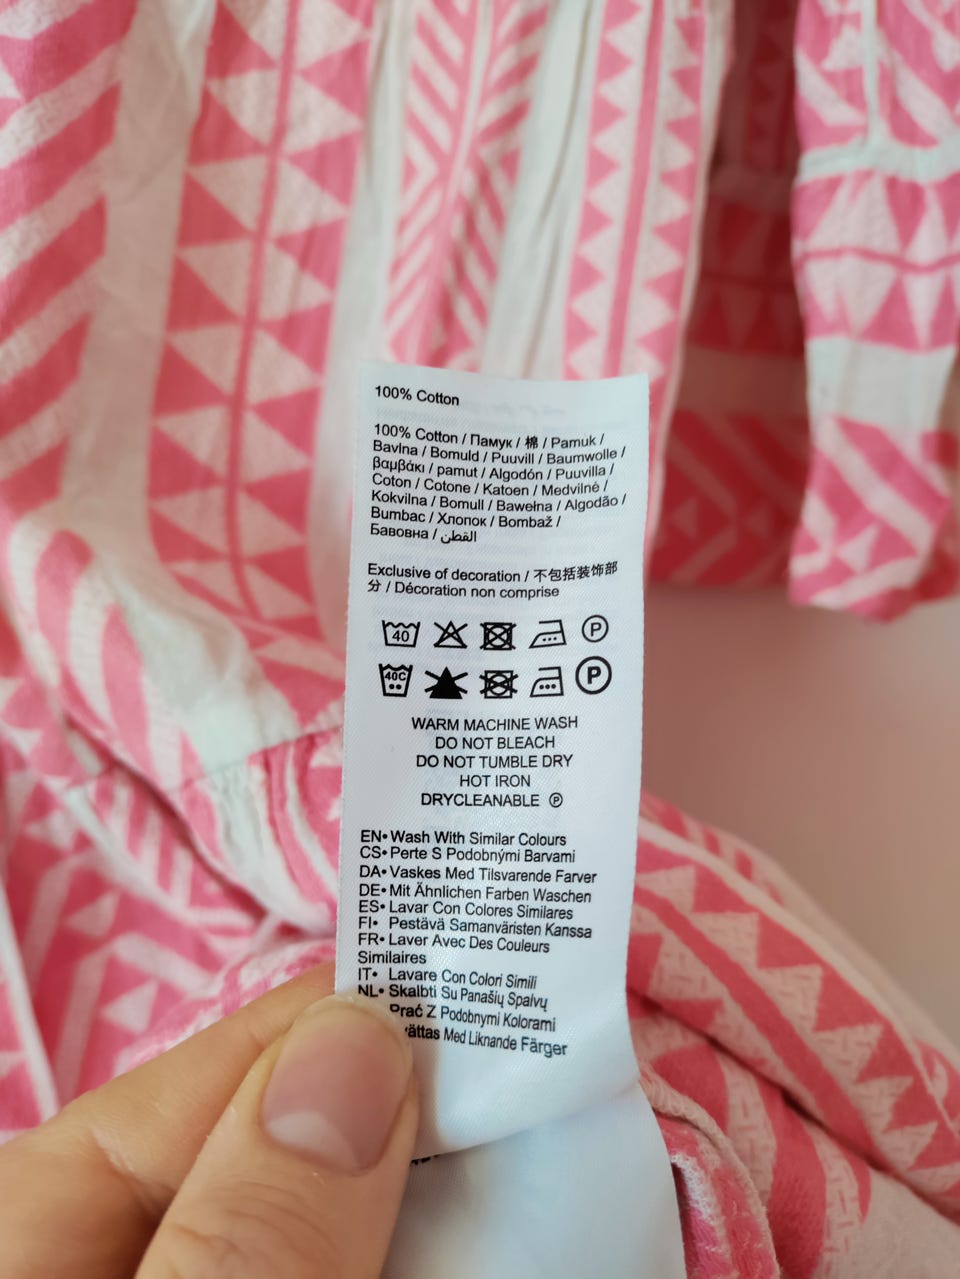 100% Cotton
100% Cotton / Памук / 棉 / Pamuk /
Bavlna / Bomuld / Puuvill / Baumwolle /
βαμβάκι / pamut / Algodón / Puuvilla /
Coton / Cotone / Katoen / Medvilnė /
Kokvilna / Bomull / Bawełna / Algodão /
Bumbac / Хлопок / Bombaž /
Бавовна / القطن
Exclusive of decoration / 不包括装饰部
分 / Décoration non comprise
40 P
40C P
WARM MACHINE WASH
DO NOT BLEACH
DO NOT TUMBLE DRY
HOT IRON
DRYCLEANABLE Ⓟ
EN• Wash With Similar Colours
CS• Perte S Podobnými Barvami
DA• Vaskes Med Tilsvarende Farver
DE• Mit Ähnlichen Farben Waschen
ES• Lavar Con Colores Similares
FI• Pestävä Samanväristen Kanssa
FR• Laver Avec Des Couleurs
Similaires
IT• Lavare Con Colori Simili
NL• Skalbti Su Panašių Spalvų
Prać Z Podobnymi Kolorami
Med Liknande Färger